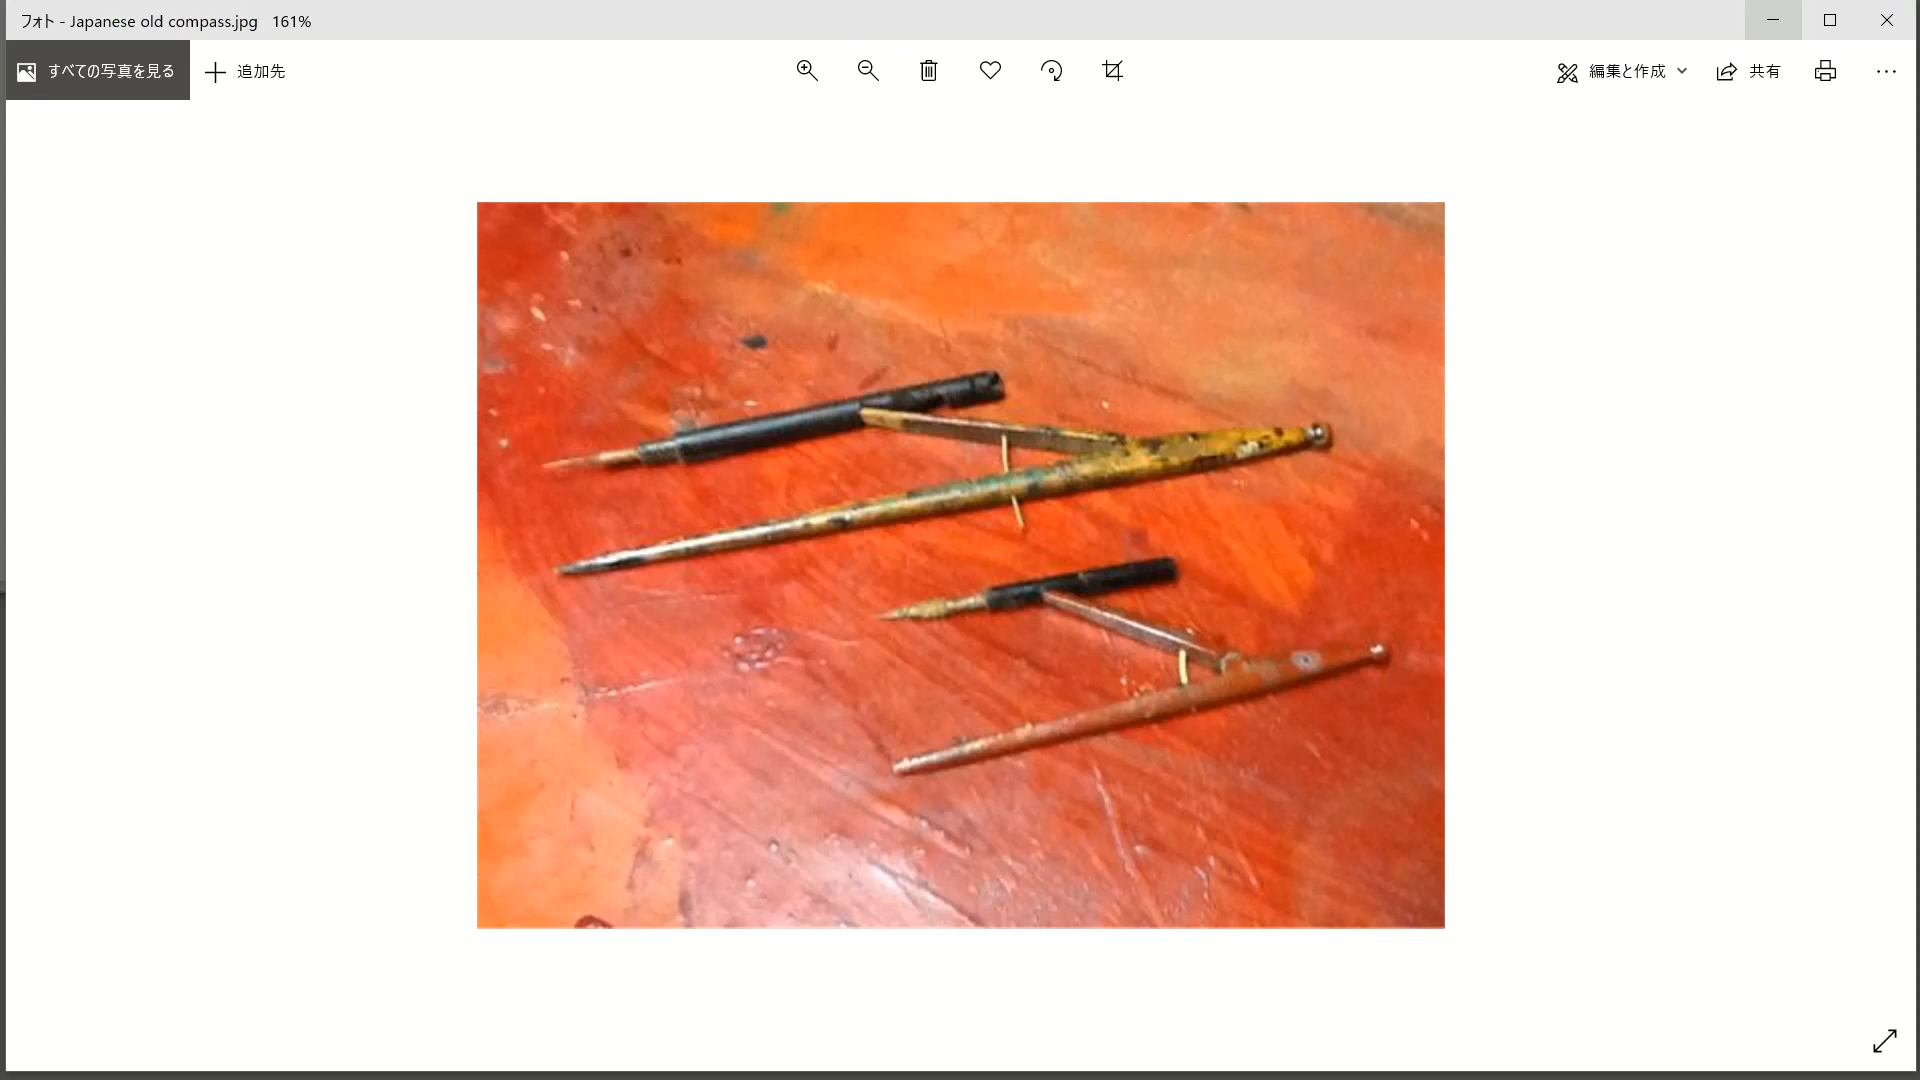 フォト - Japanese old compass.jpg 161%
すべての写真を見る 追加先 編集と作成 共有